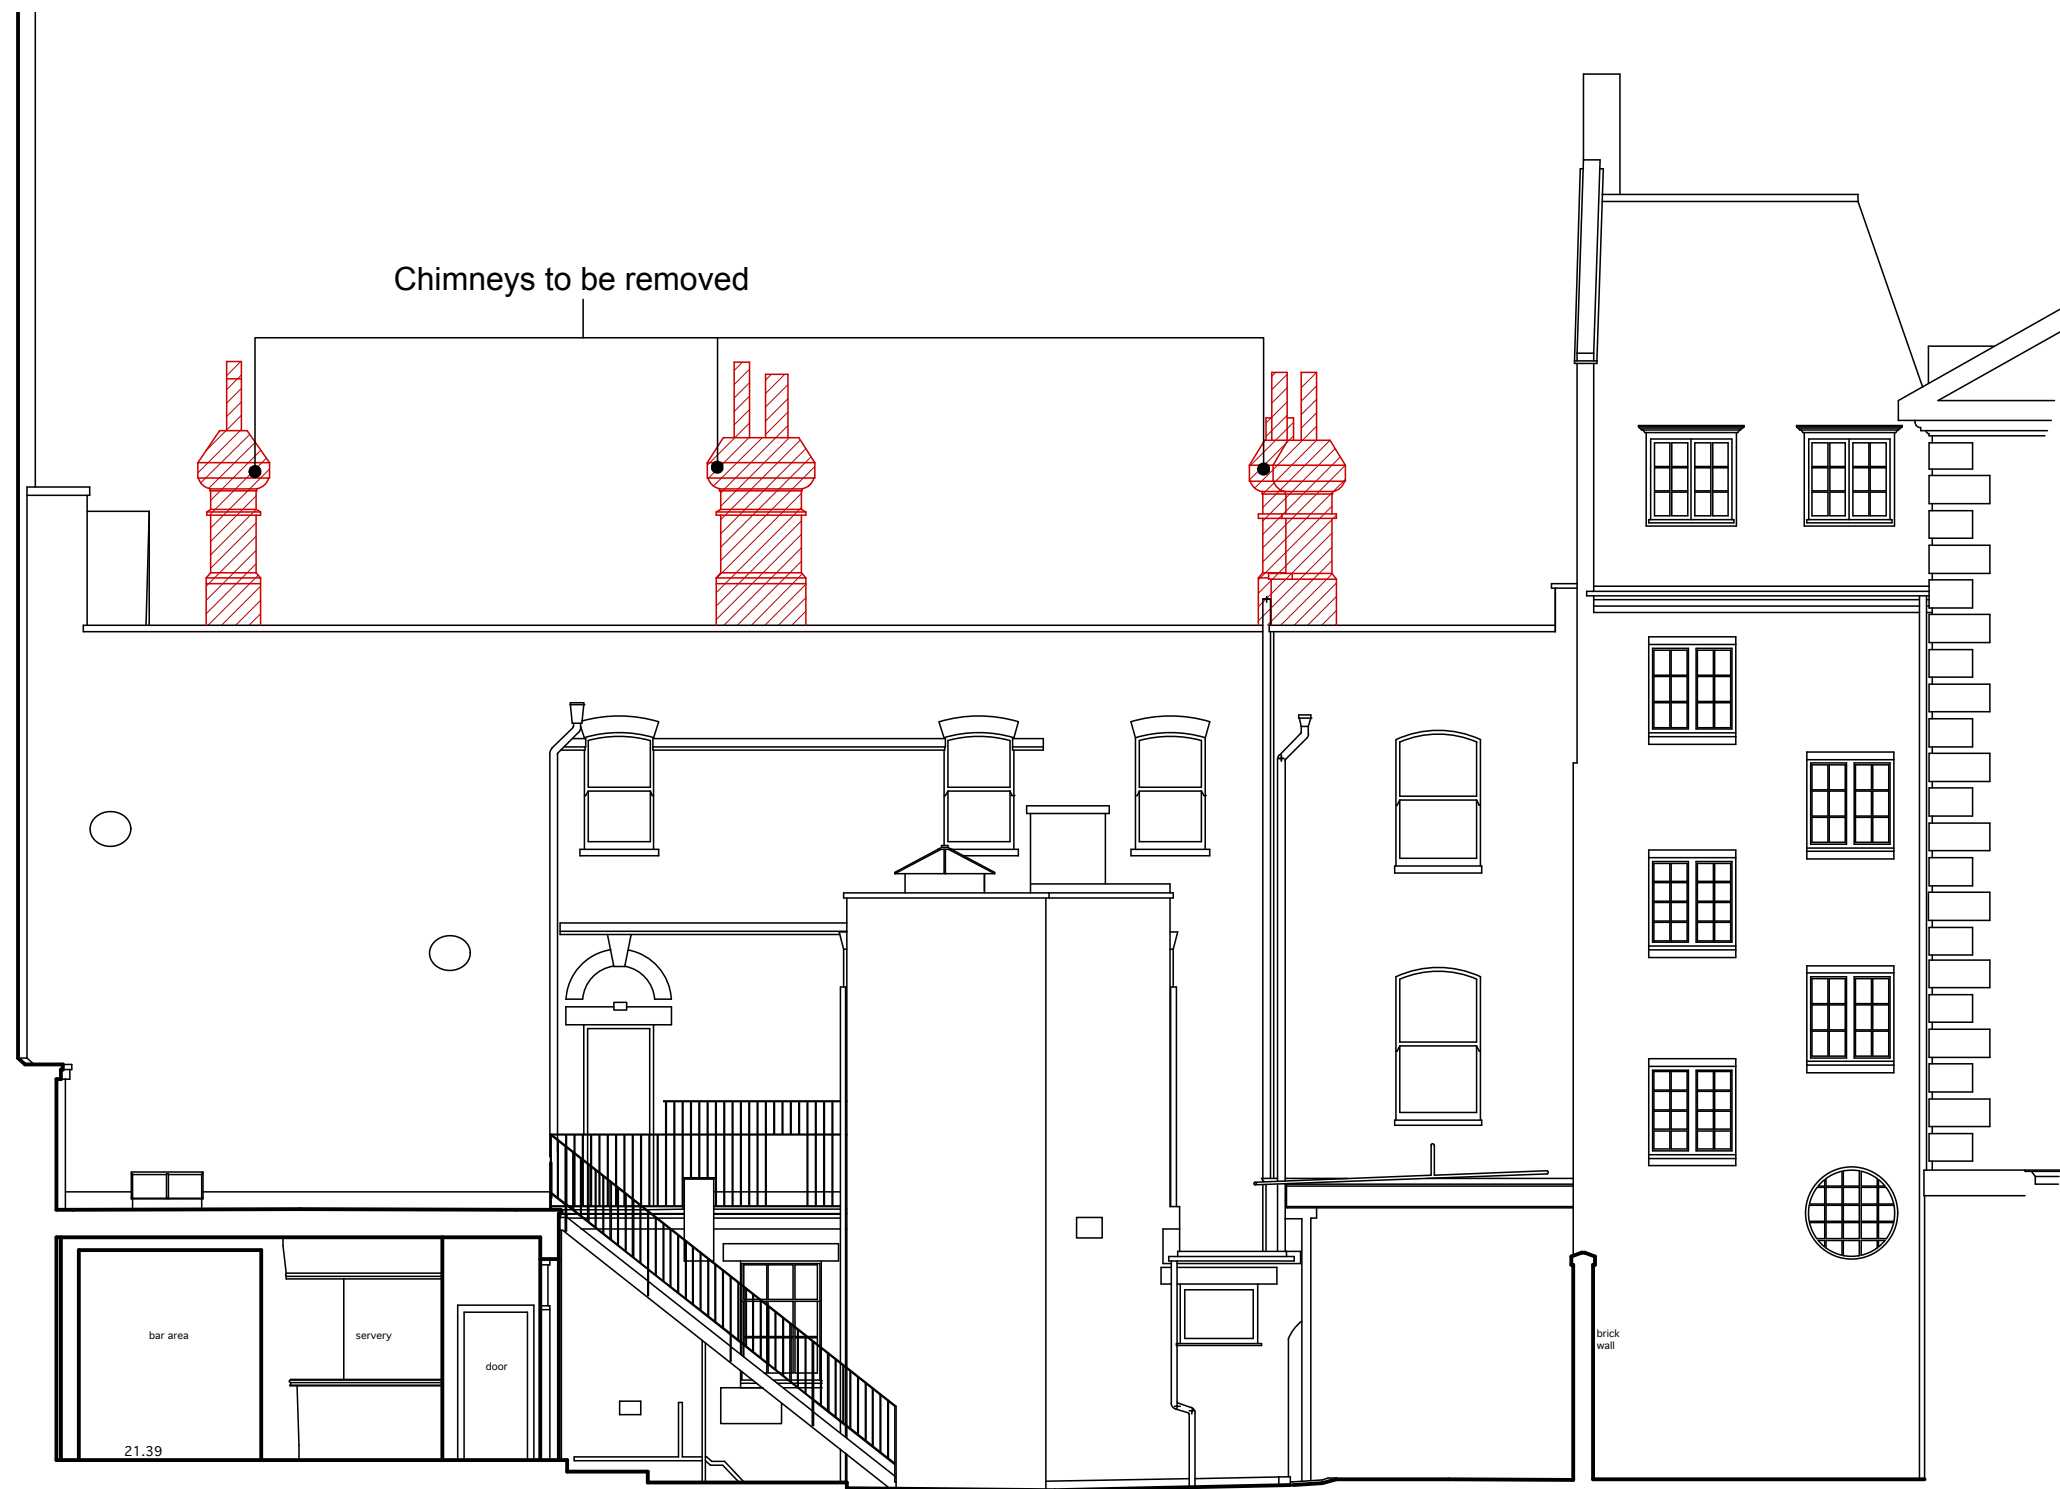 Chimneys to be removed
bar area
servery
door
brick
wall
21.39